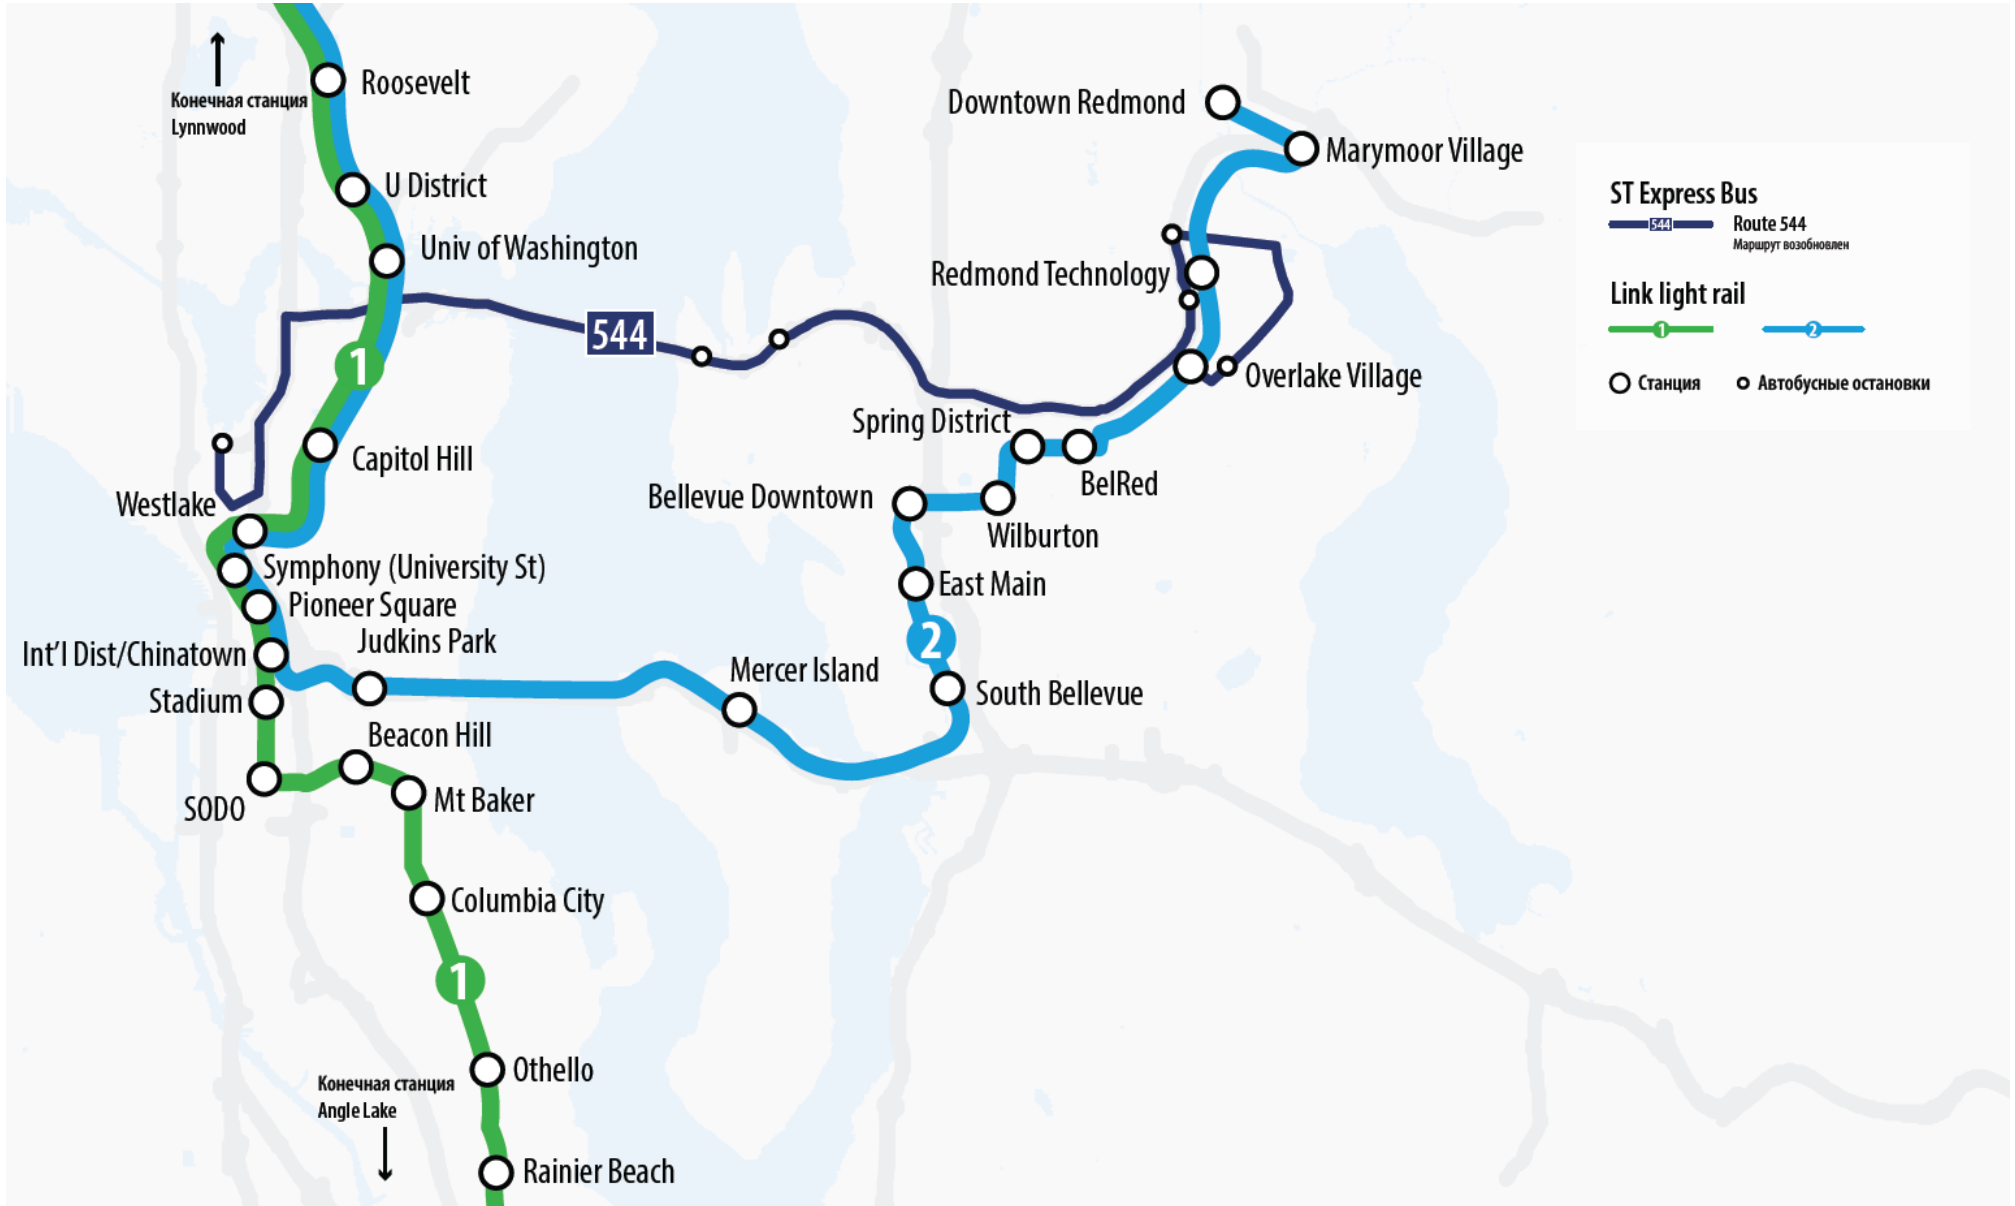 Roosevelt
Конечная станция
Lynnwood
U District
Univ of Washington
1
544
Capitol Hill
Westlake
Symphony (University St)
Pioneer Square
Int'l Dist/Chinatown
Judkins Park
Stadium
Beacon Hill
SODO
Mt Baker
Columbia City
1
Othello
Конечная станция
Angle Lake
Rainier Beach
Mercer Island
South Bellevue
2
East Main
Bellevue Downtown
Wilburton
Spring District
BelRed
Overlake Village
Redmond Technology
Marymoor Village
Downtown Redmond
ST Express Bus
544
Route 544
Маршрут возобновлен
Link light rail
1
2
Станция
Автобусные остановки